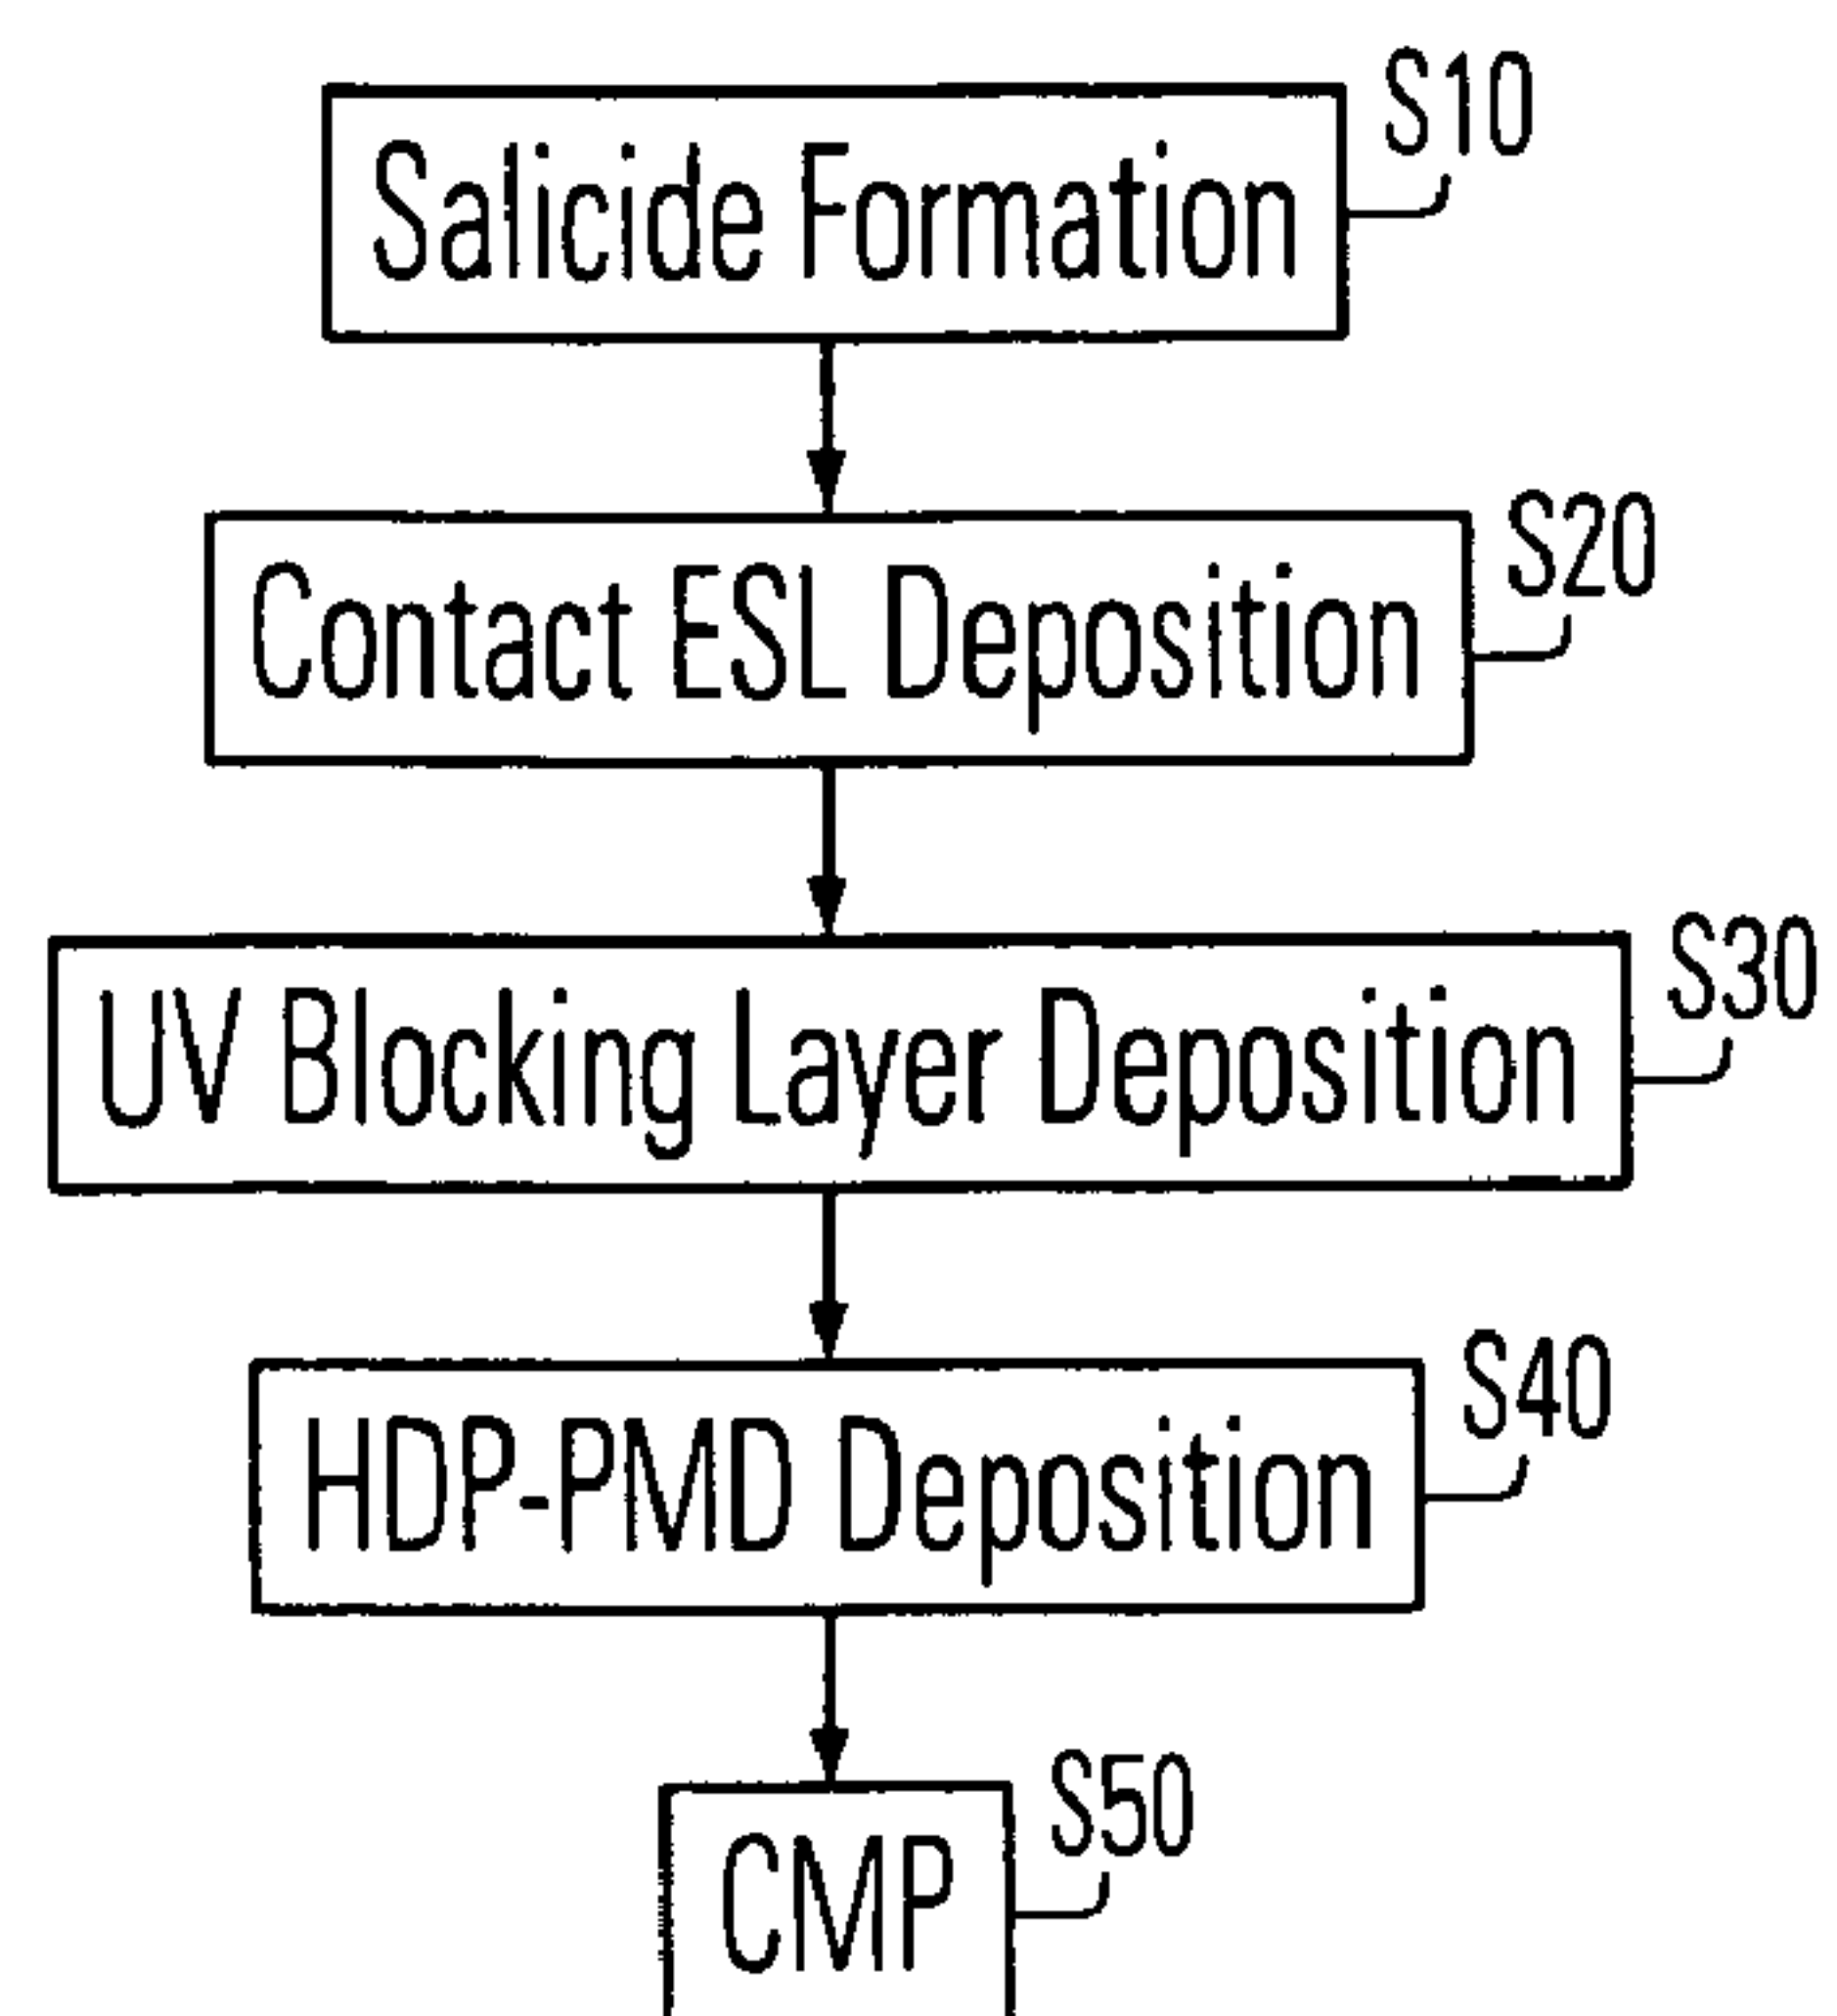 S10
Salicide Formation
S20
Contact ESL Deposition
S30
UV Blocking Layer Deposition
S40
HDP-PMD Deposition
S50
CMP